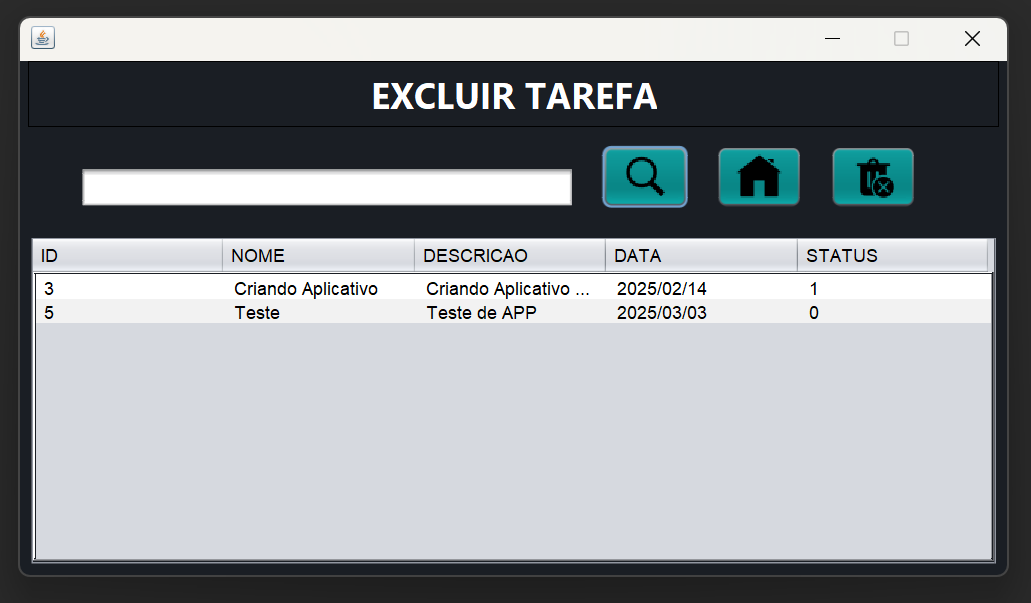 EXCLUIR TAREFA
ID NOME DESCRICAO DATA STATUS
3 Criando Aplicativo Criando Aplicativo ... 2025/02/14 1
5 Teste Teste de APP 2025/03/03 0